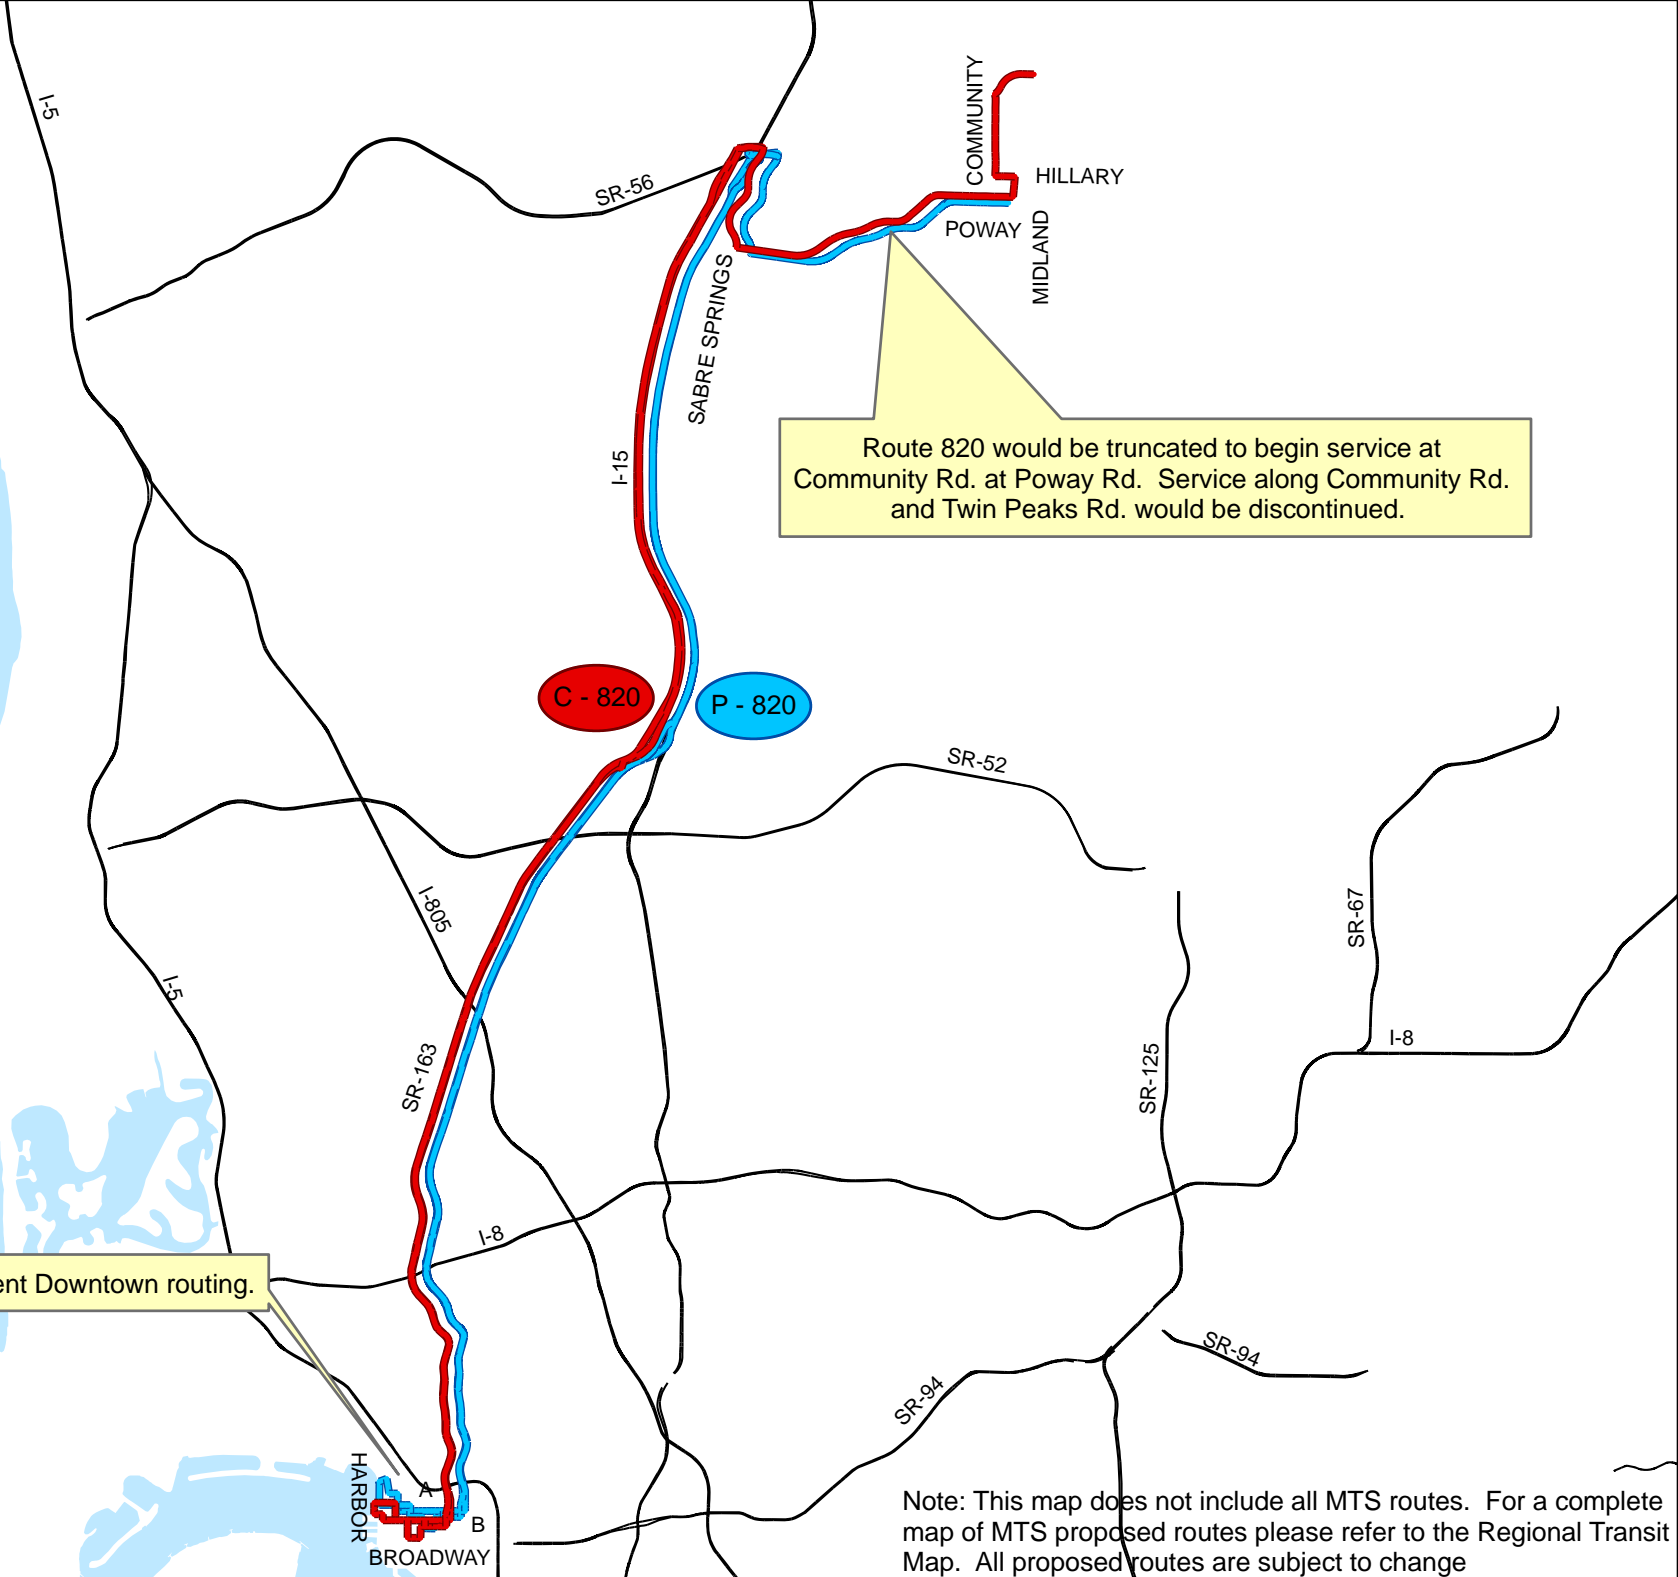 I-5
COMMUNITY
HILLARY
SR-56
POWAY
MIDLAND
SABRE SPRINGS
I-15
Route 820 would be truncated to begin service at
Community Rd. at Poway Rd.  Service along Community Rd.
and Twin Peaks Rd. would be discontinued.
C - 820
P - 820
SR-52
I-805
SR-67
I-5
I-8
SR-163
SR-125
I-8
Downtown routing.
SR-94
SR-94
HARBOR
A
B
BROADWAY
Note: This map does not include all MTS routes.  For a complete
map of MTS proposed routes please refer to the Regional Transit
Map.  All proposed routes are subject to change